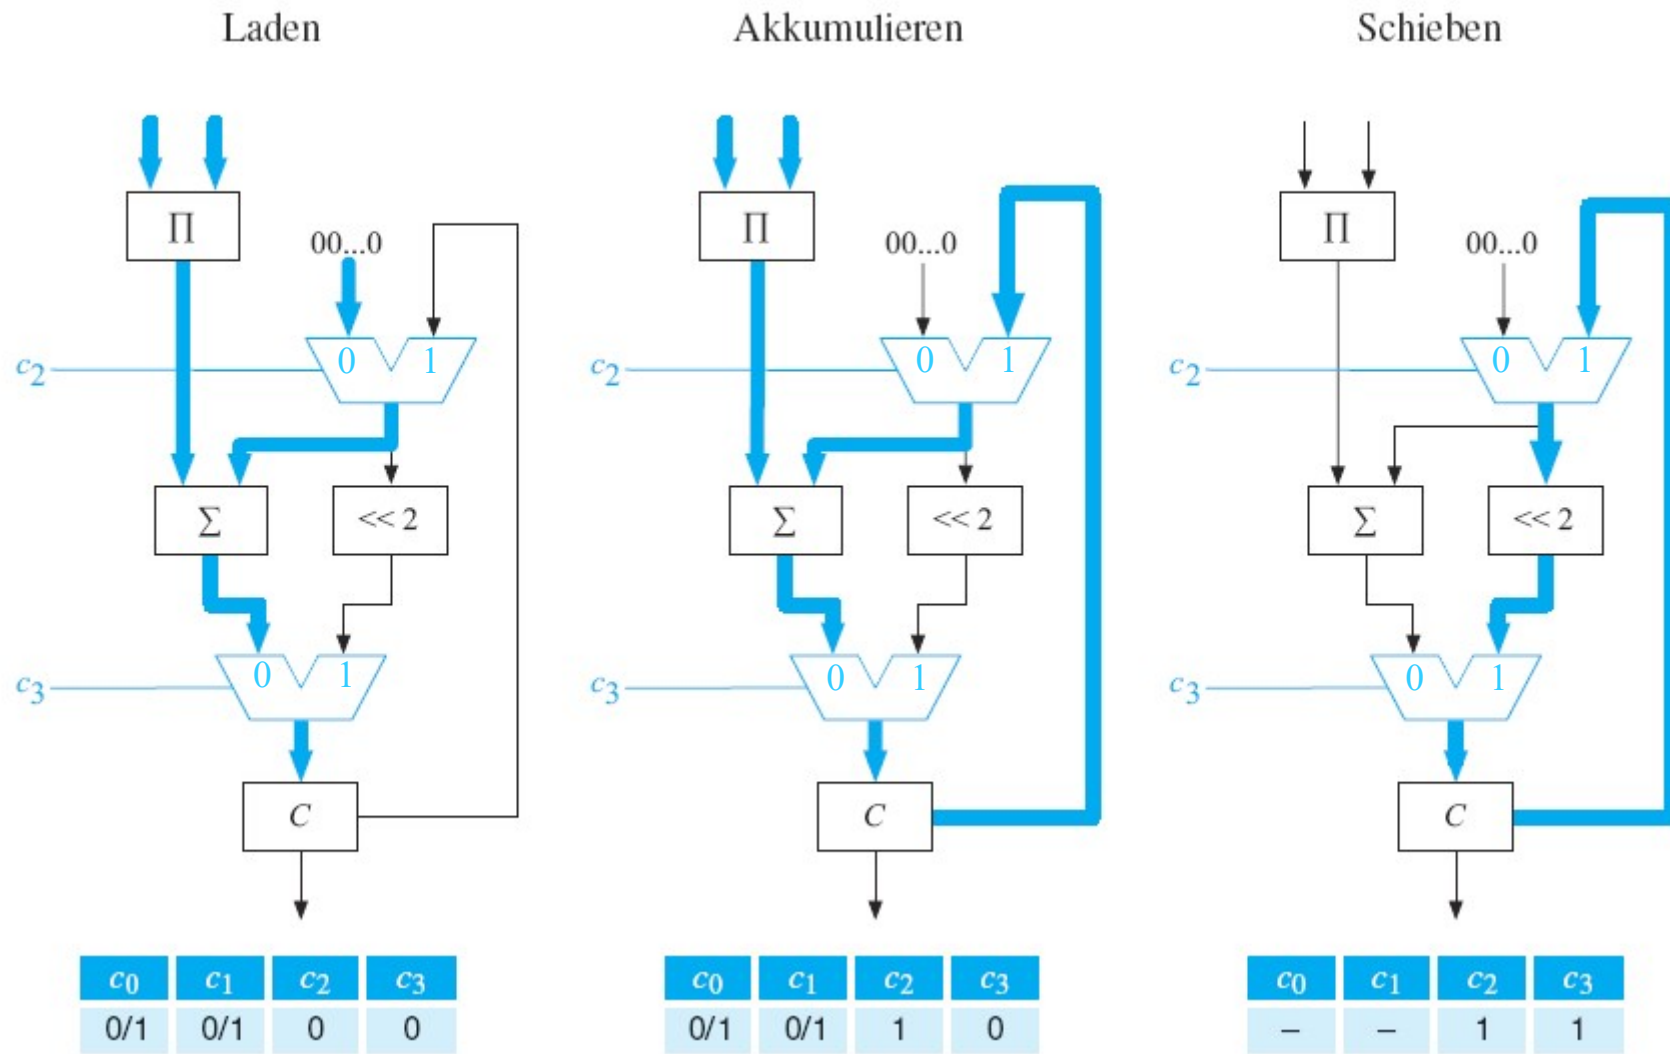 Laden Akkumulieren Schieben
Π Π Π
00...0 00...0 00...0
c2 0 1 c2 0 1 c2 0 1
Σ << 2 Σ << 2 Σ << 2
c3 0 1 c3 0 1 c3 0 1
C C C
c0 c1 c2 c3 c0 c1 c2 c3 c0 c1 c2 c3
0/1 0/1 0 0 0/1 0/1 1 0 – – 1 1